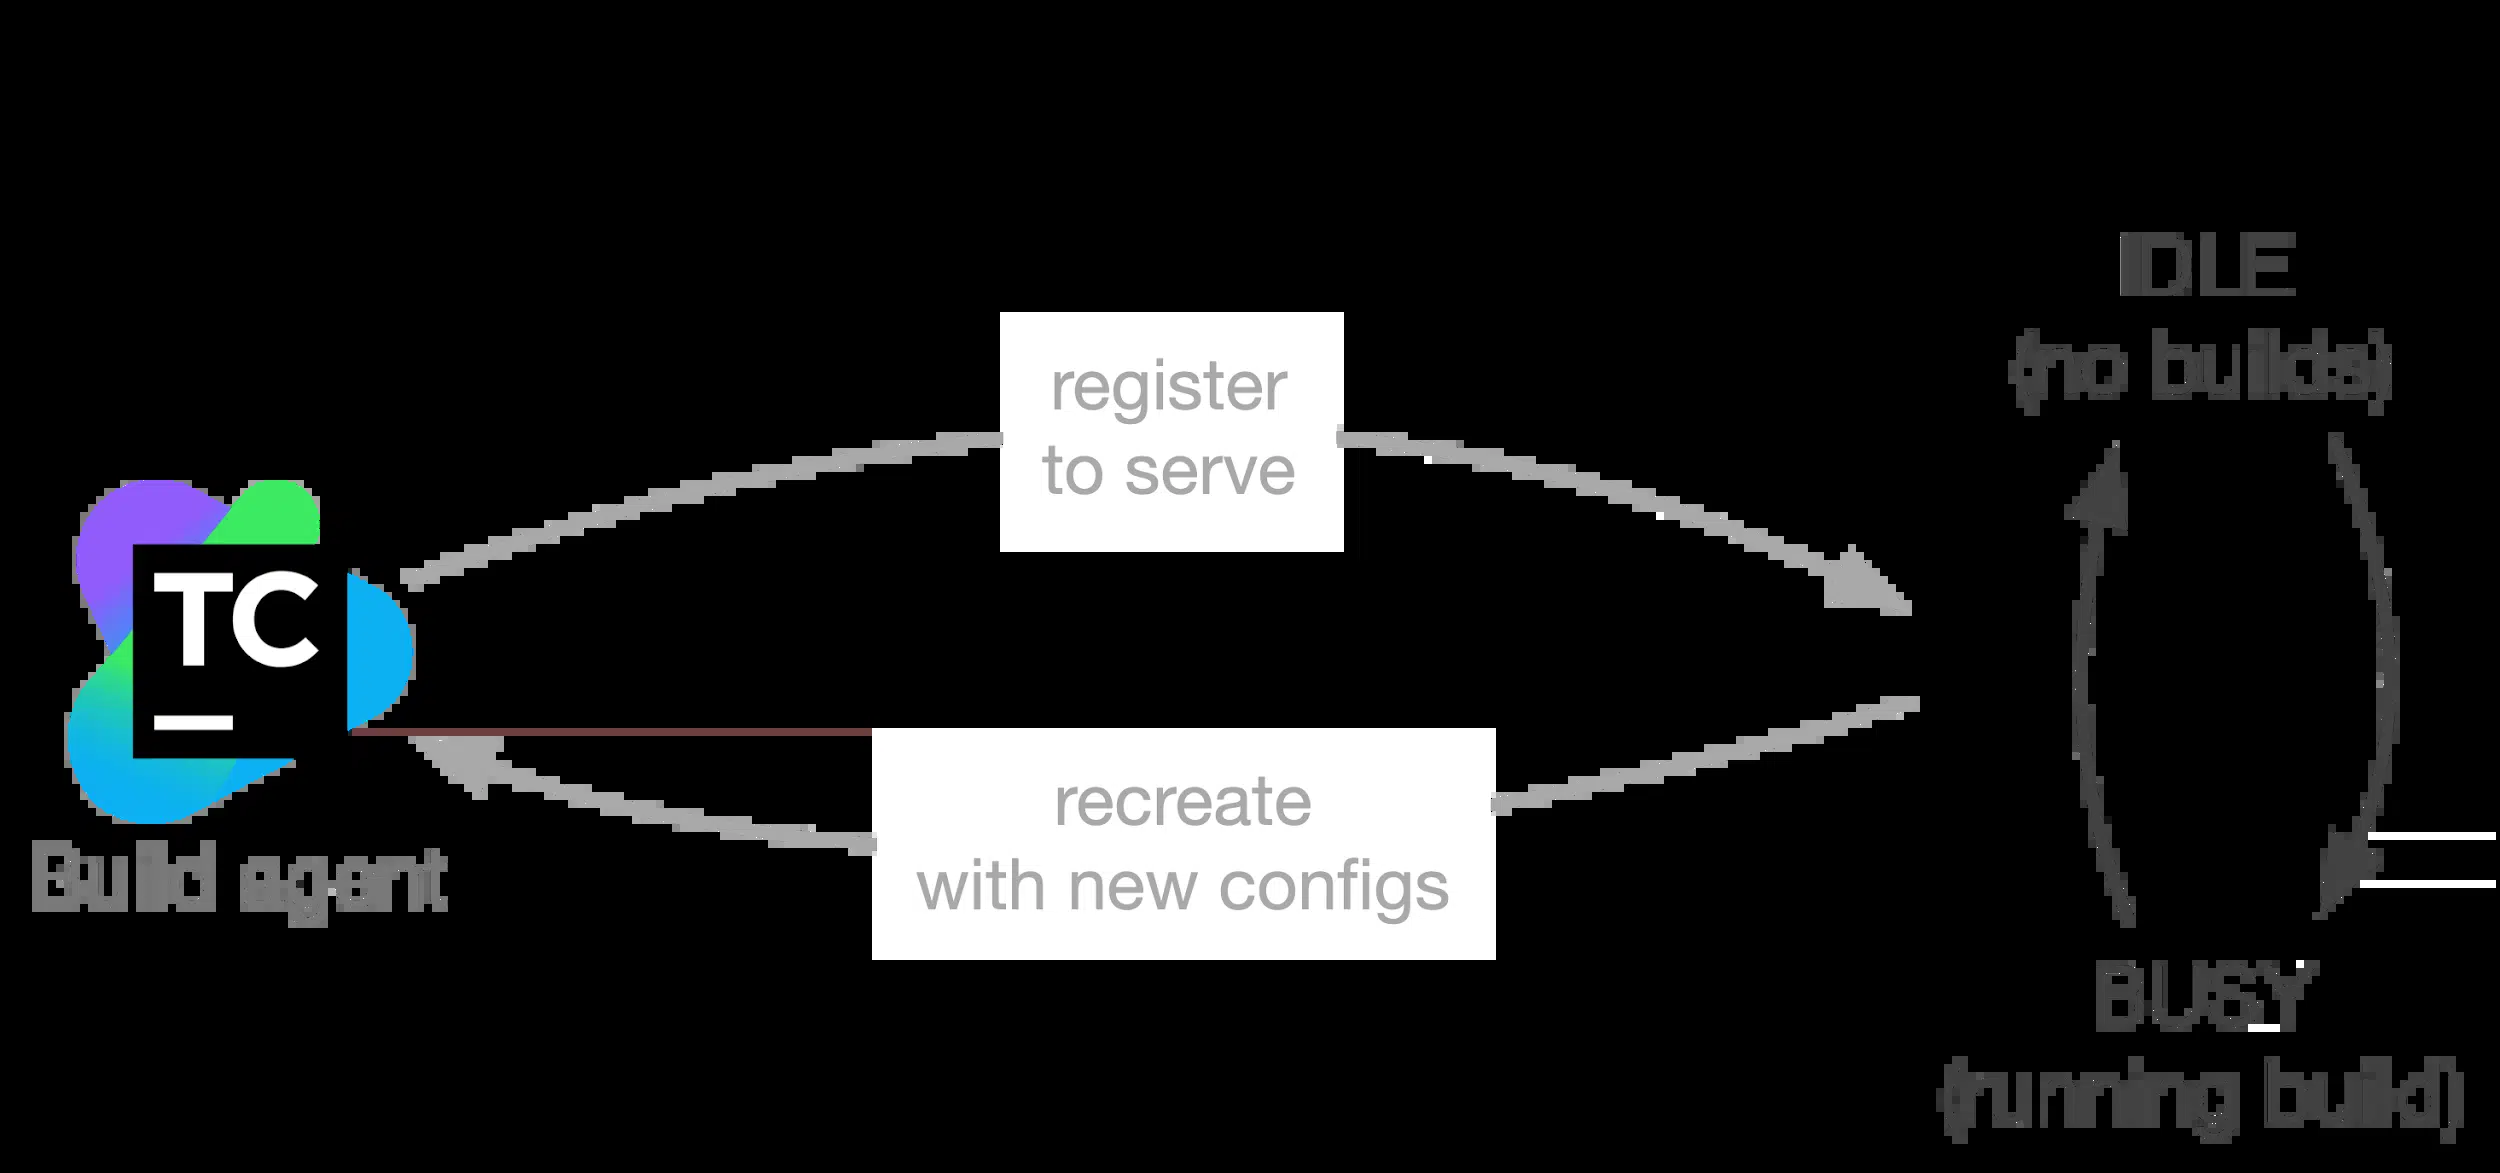 IDLE
(no builds)
register
to serve
TC
Build agent
recreate
with new configs
BUSY
(running build)